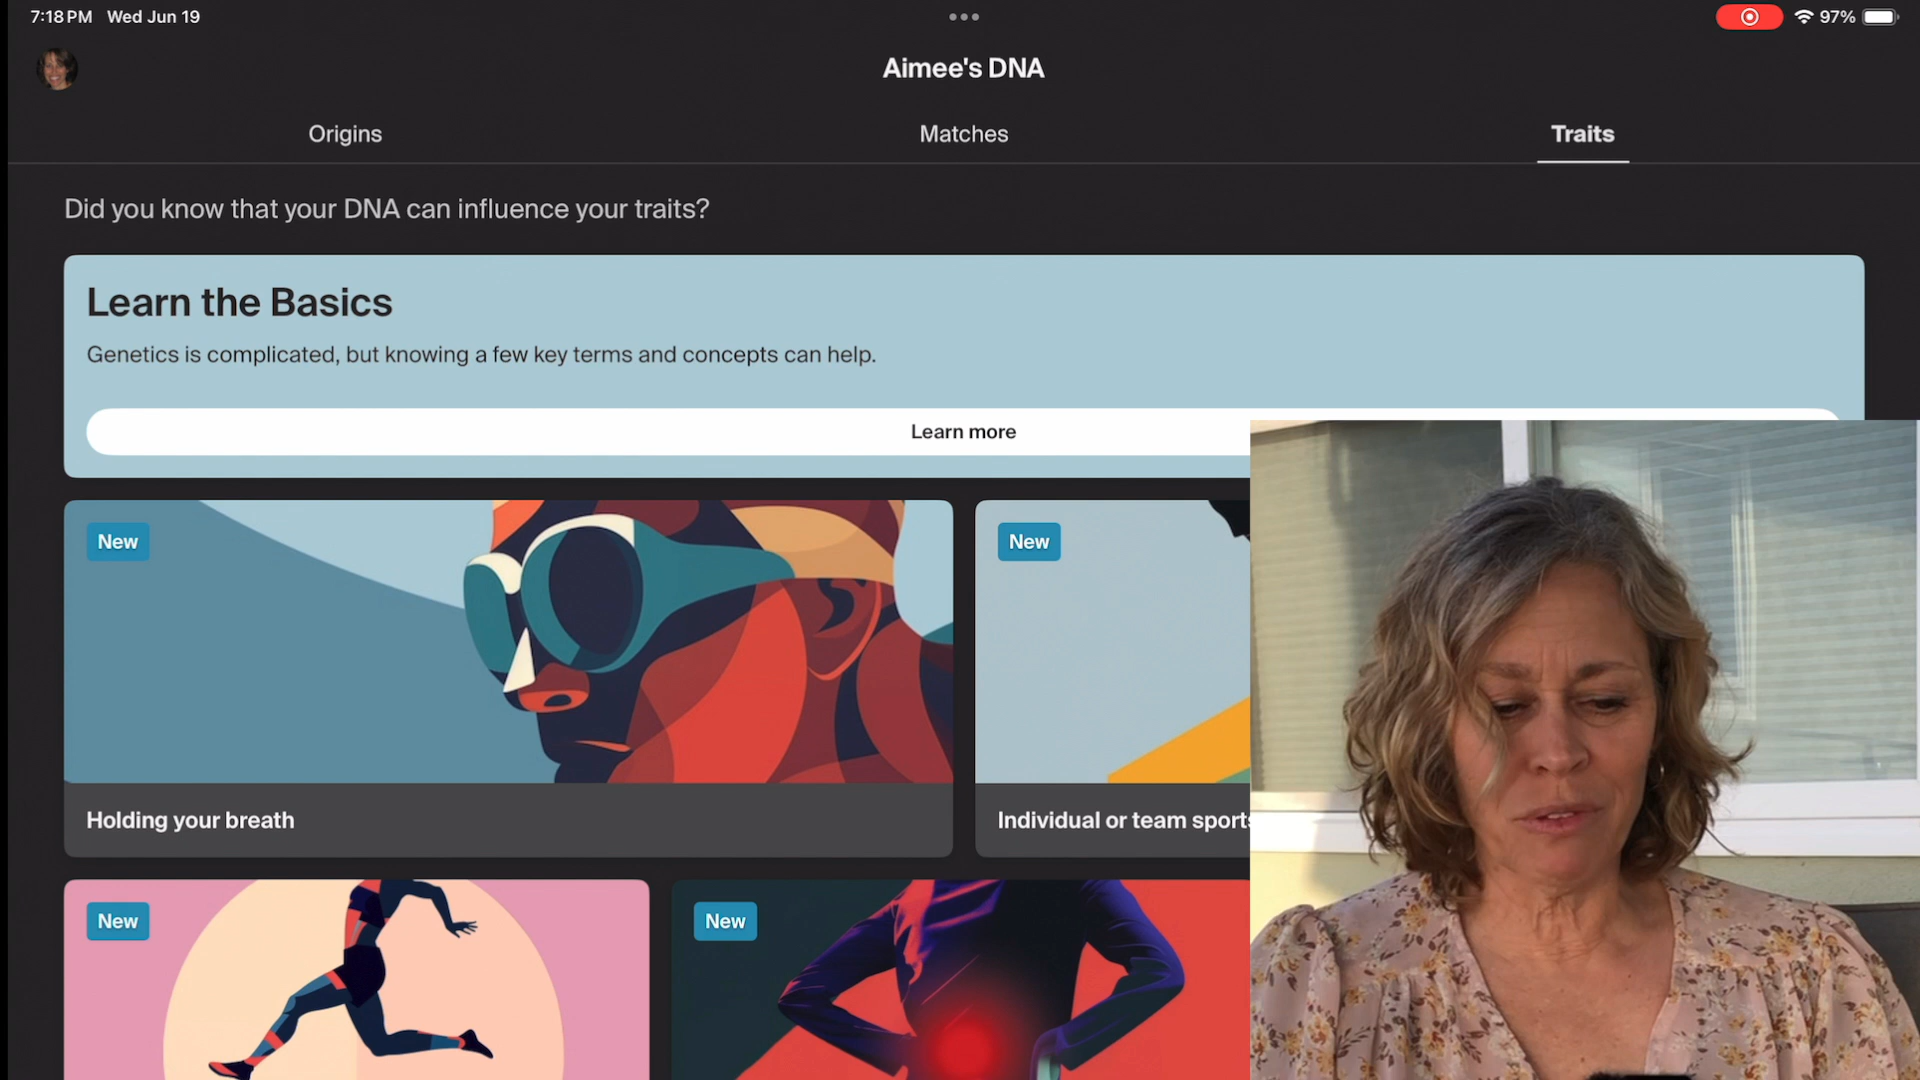 7:18 PM Wed Jun 19
97%
Aimee's DNA
Origins
Matches
Traits
Did you know that your DNA can influence your traits?
Learn the Basics
Genetics is complicated, but knowing a few key terms and concepts can help.
Learn more
New
New
Holding your breath
Individual or team sports
New
New